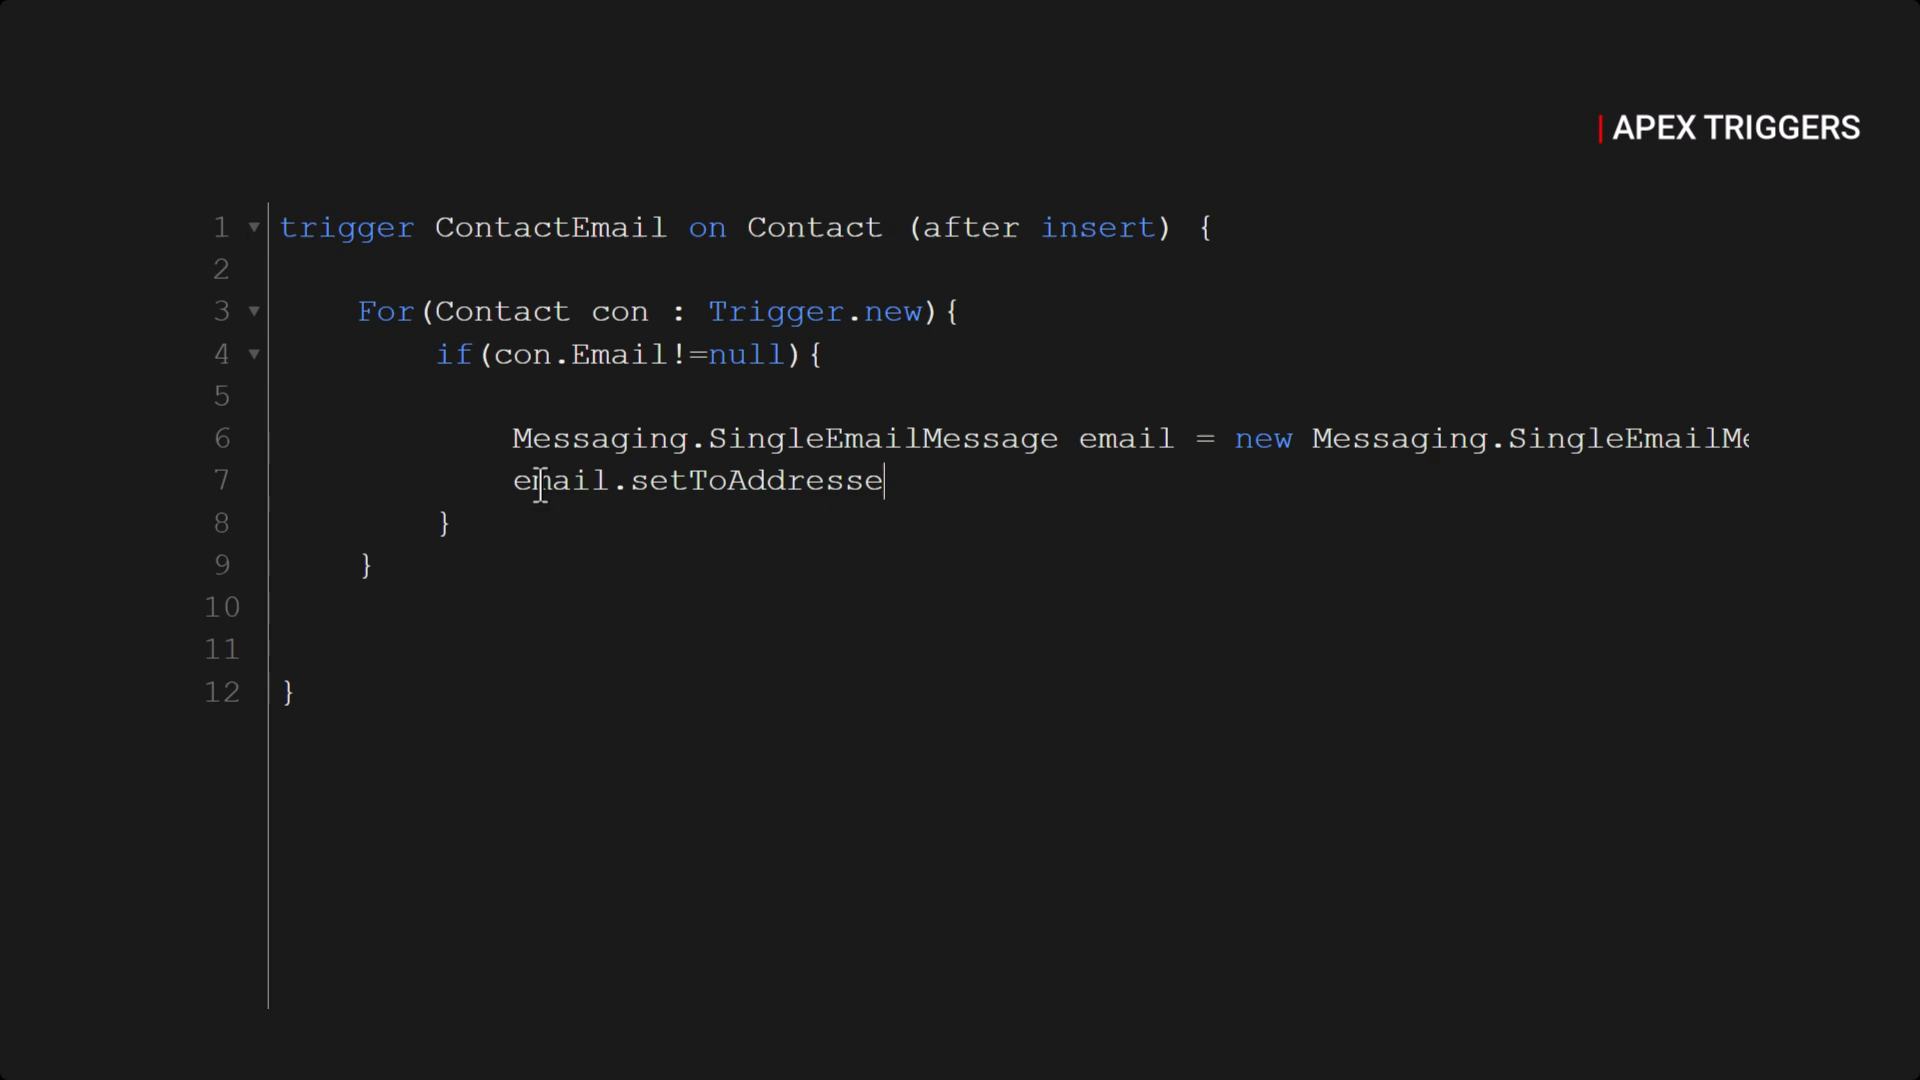 | APEX TRIGGERS
1 trigger ContactEmail on Contact (after insert) {
2
3 For(Contact con : Trigger.new){
4 if(con.Email!=null){
5
6 Messaging.SingleEmailMessage email = new Messaging.SingleEmailMe
7 email.setToAddresse
8 }
9 }
10
11
12 }